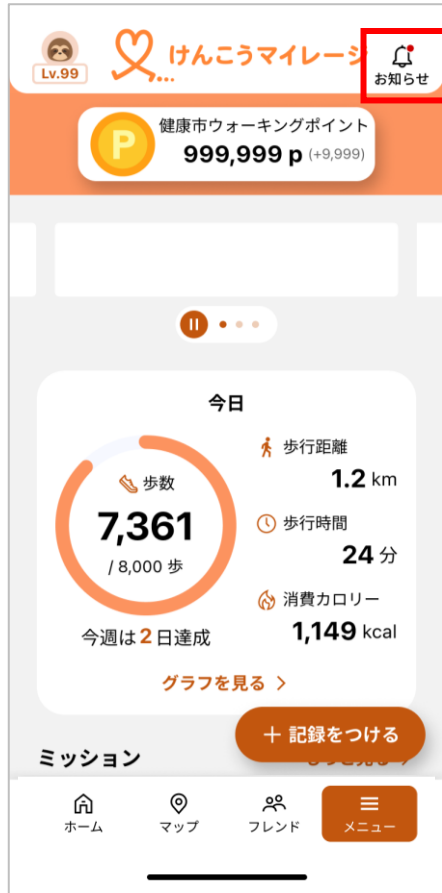 けんこうマイレージ
お知らせ
Lv.99
健康市ウォーキングポイント
P
999,999 p (+9,999)
今日
歩数
7,361
/ 8,000 歩
今週は2日達成
歩行距離
1.2 km
歩行時間
24 分
消費カロリー
1,149 kcal
グラフを見る
+ 記録をつける
ミッション
ホーム
マップ
フレンド
メニュー